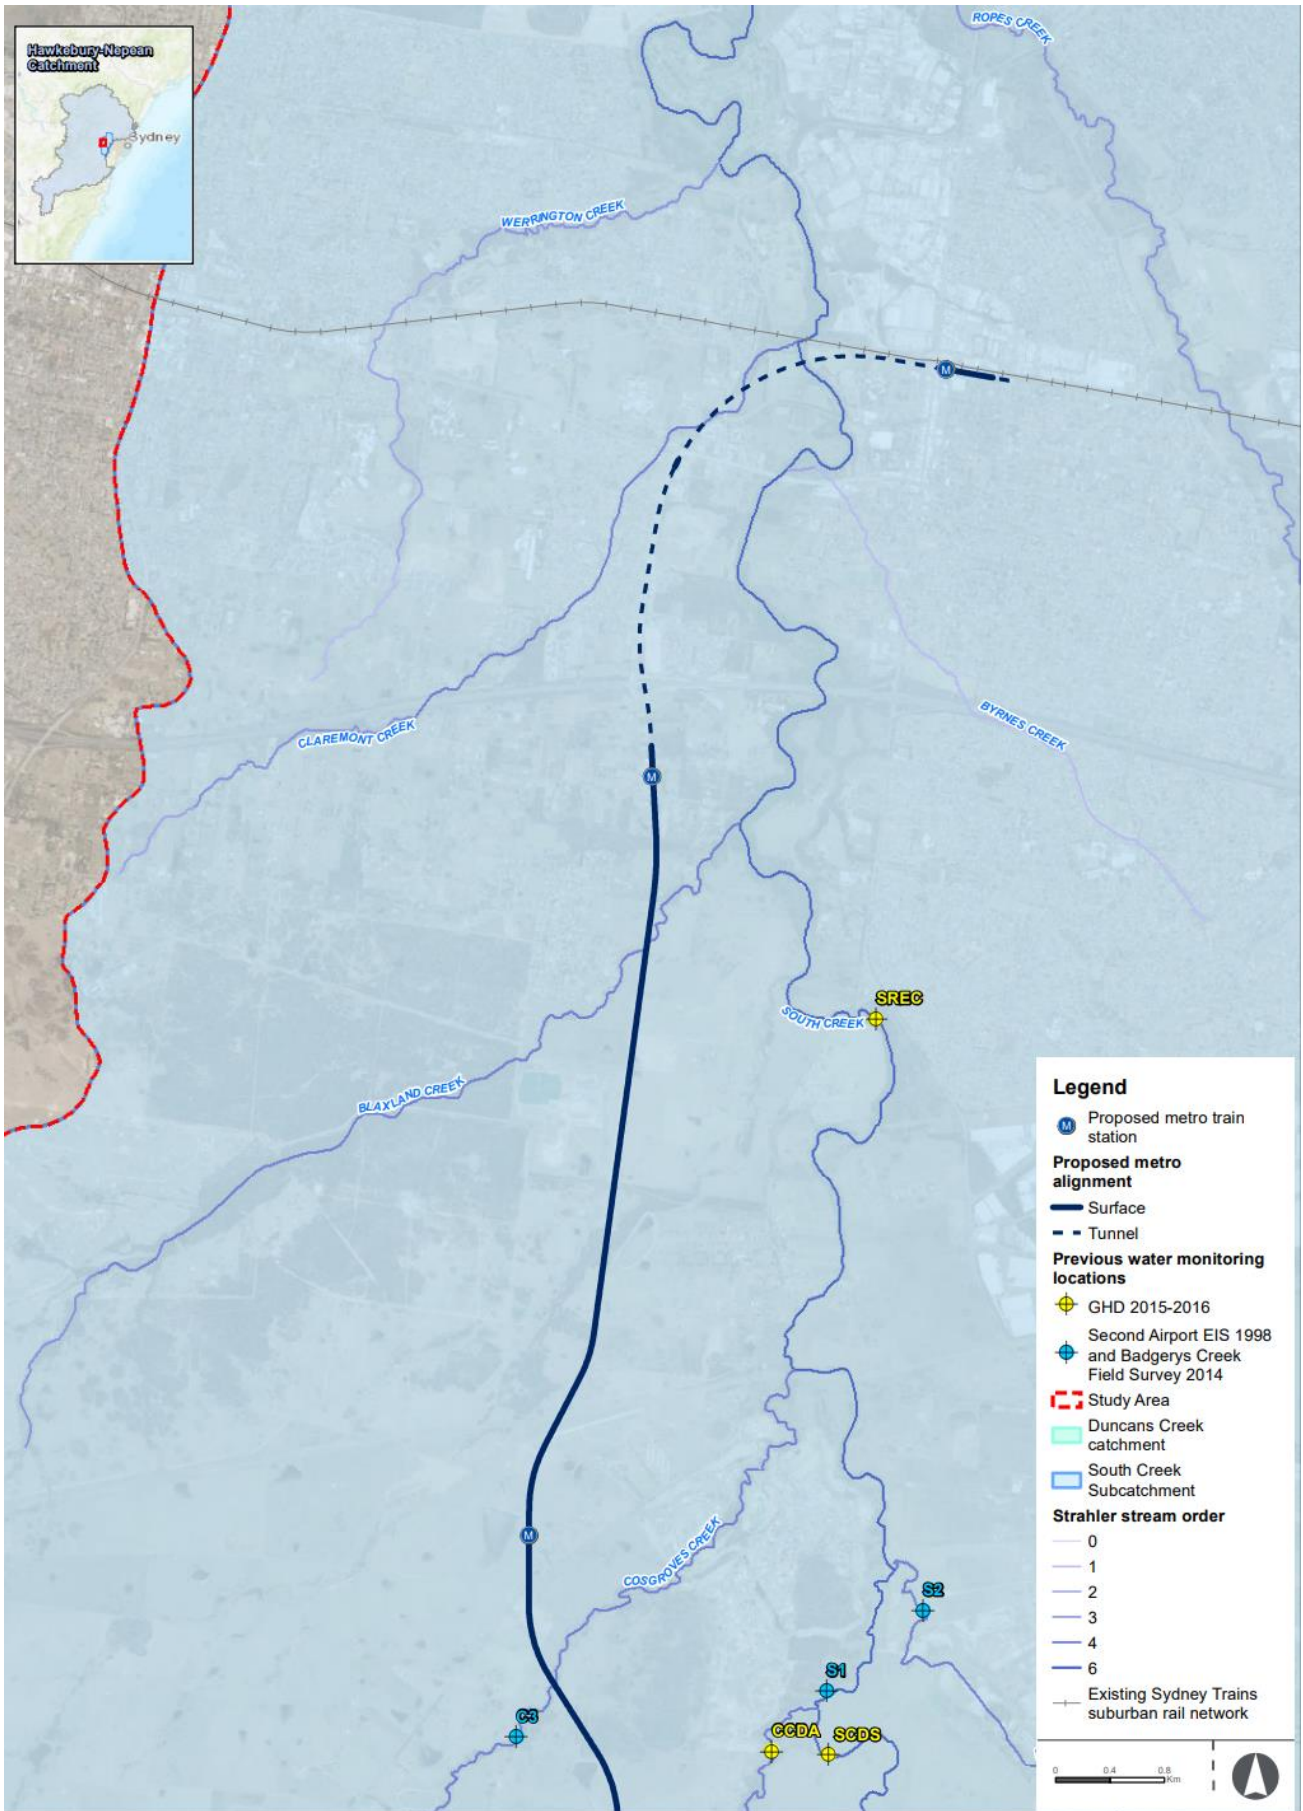 Hawkebury-Nepean
Catchment
Sydney
ROPES CREEK
WERRINGTON CREEK
M
CLAREMONT CREEK
BYRNES CREEK
M
SREC
SOUTH CREEK
BLAXLAND CREEK
COSGROVES CREEK
M
S2
S1
C3
CCDA
SCDS
Legend
M
Proposed metro train
station
Proposed metro
alignment
Surface
Tunnel
Previous water monitoring
locations
GHD 2015-2016
Second Airport EIS 1998
and Badgerys Creek
Field Survey 2014
Study Area
Duncans Creek
catchment
South Creek
Subcatchment
Strahler stream order
0
1
2
3
4
6
Existing Sydney Trains
suburban rail network
0 0.4 0.8
Km